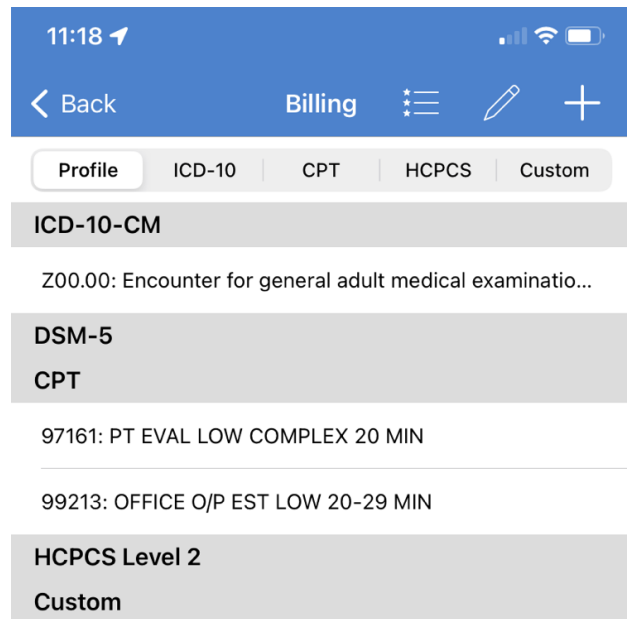 11:18
Back Billing
Profile ICD-10 CPT HCPCS Custom
ICD-10-CM
Z00.00: Encounter for general adult medical examinatio...
DSM-5
CPT
97161: PT EVAL LOW COMPLEX 20 MIN
99213: OFFICE O/P EST LOW 20-29 MIN
HCPCS Level 2
Custom